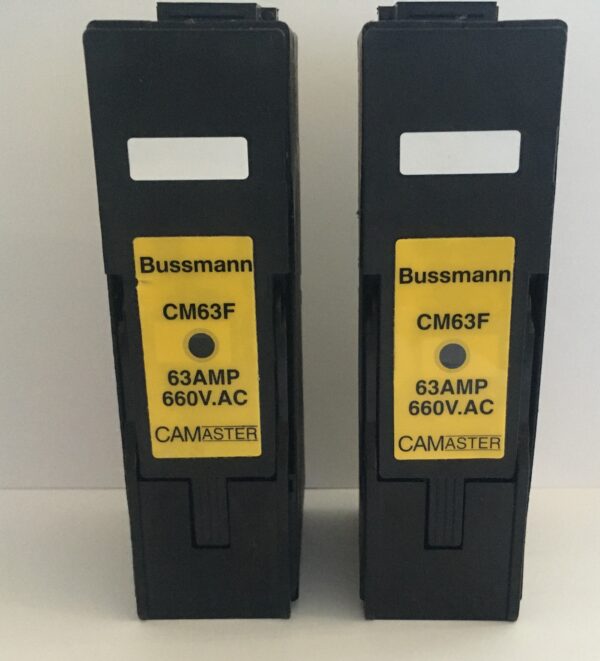 Bussmann
CM63F
63AMP
660V.AC
CAMASTER
Bussmann
CM63F
63AMP
660V.AC
CAMASTER